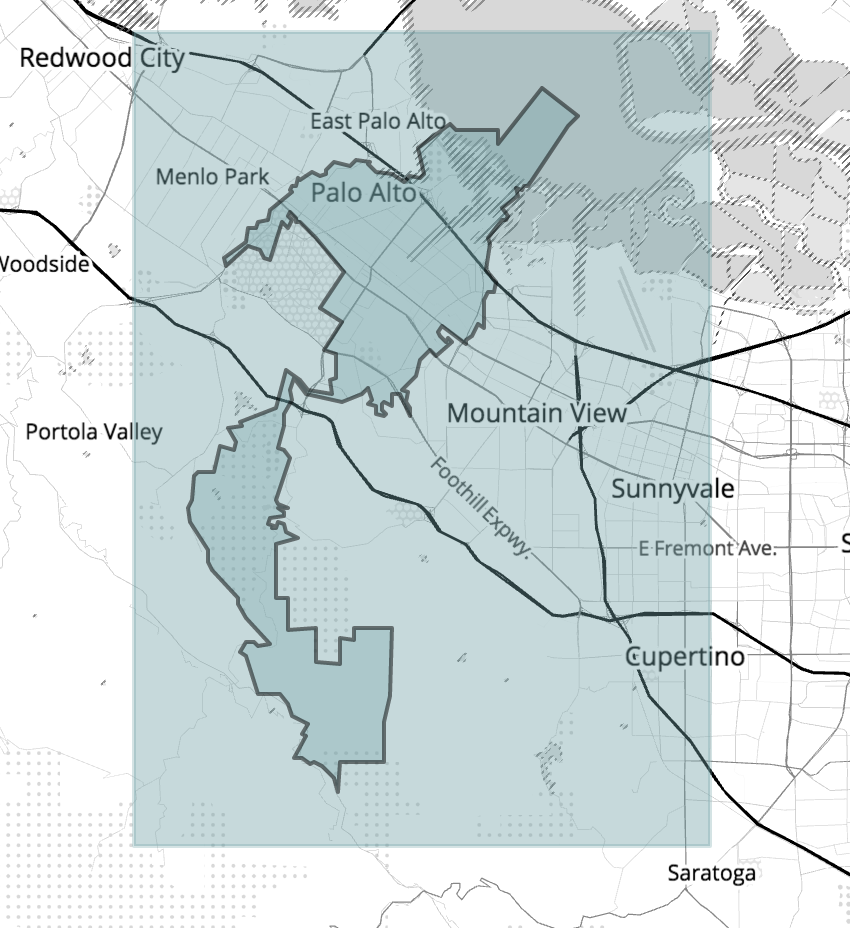 Redwood City
East Palo Alto
Menlo Park
Palo Alto
Woodside
Mountain View
Portola Valley
Foothill Expwy.
Sunnyvale
E Fremont Ave.
S
Cupertino
Saratoga